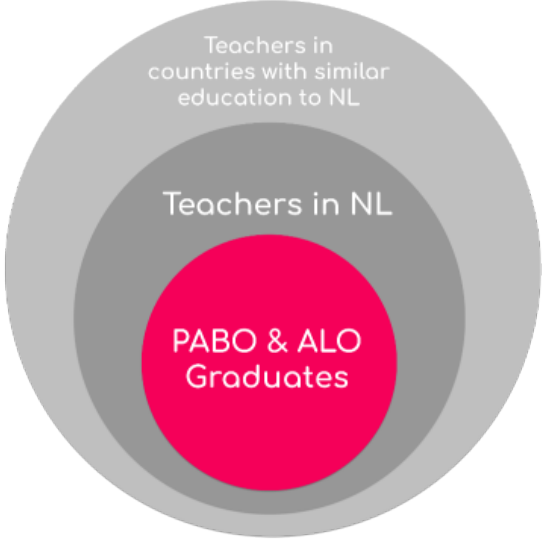 Teachers in
countries with similar
education to NL
Teachers in NL
PABO & ALO
Graduates